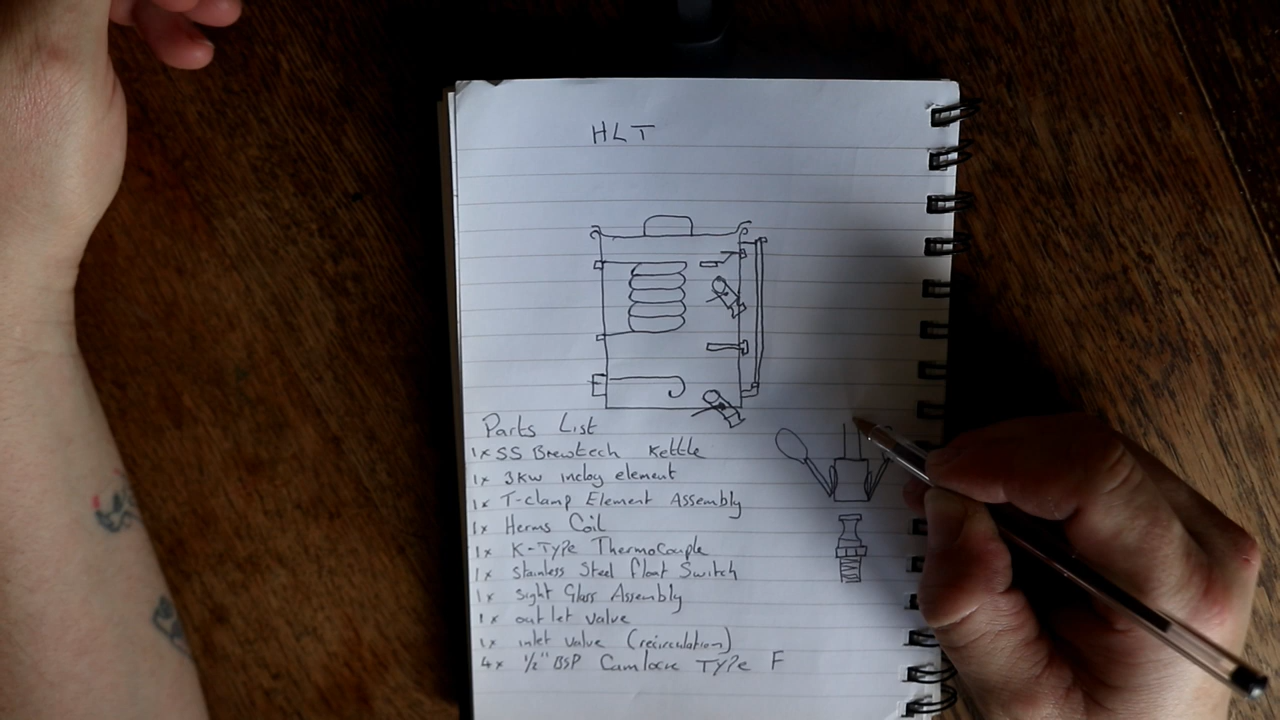 HLT
Parts List
1x SS Brewtech Kettle
1x 3Kw incloy element
1x T-clamp Element Assembly
1x Herms Coil
1x K-Type ThermoCouple
1x Stainless Steel float Switch
1x Sight Glass Assembly
1x outlet valve
1x inlet valve (recirculation)
4x 1/2" BSP Camlock Type F